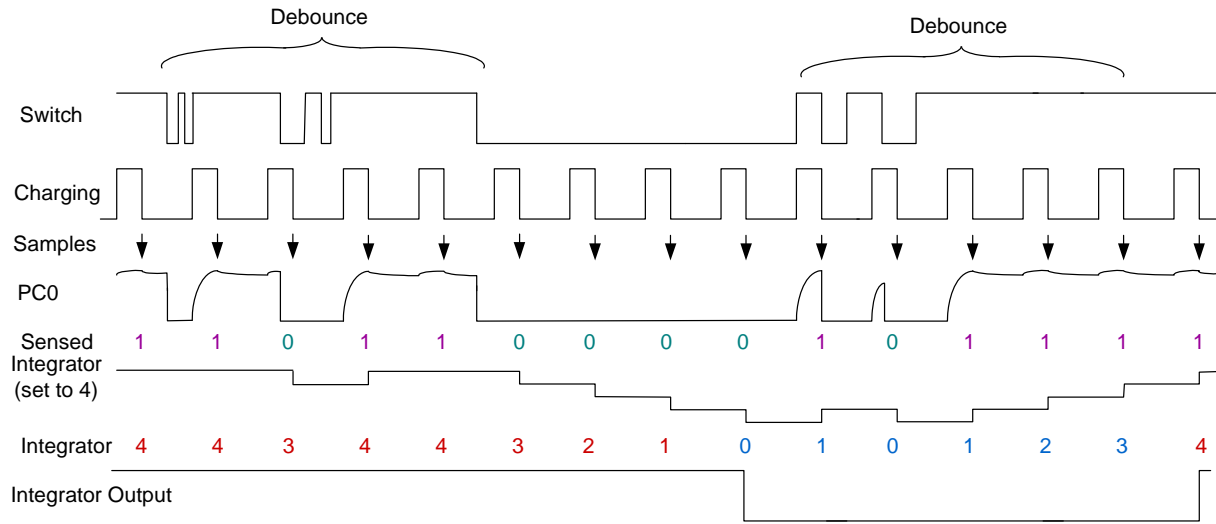 Debounce
Debounce
Switch
Charging
Samples
PC0
Sensed 1 1 0 1 1 0 0 0 0 1 0 1 1 1 1
Integrator
(set to 4)
Integrator 4 4 3 4 4 3 2 1 0 1 0 1 2 3 4
Integrator Output